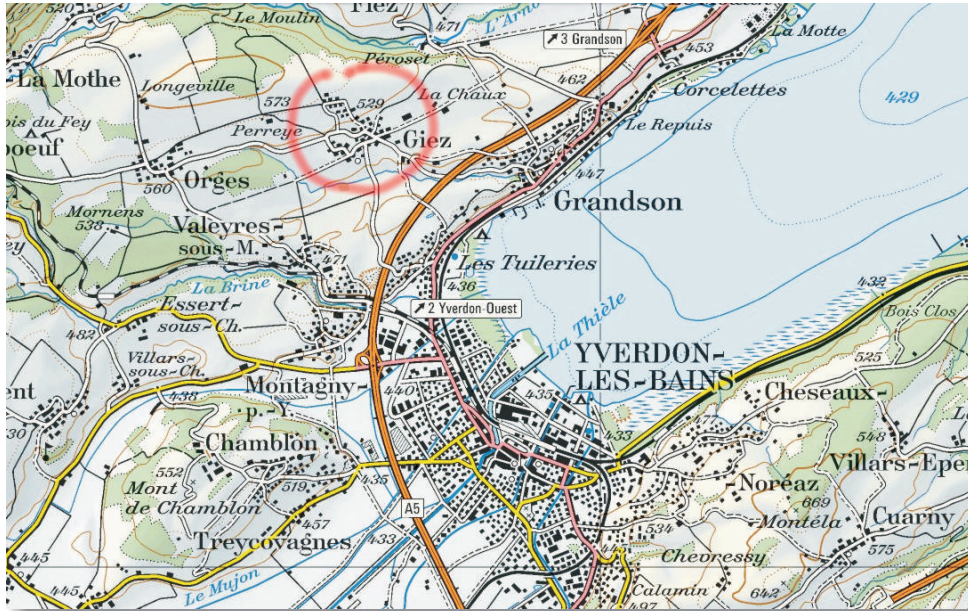 520
Le Moulin
Fiez
471
L'Arno
3 Grandson
453
La Motte
La Mothe
Longeville
573
529
Péroset
La Chaux
462
Corcelettes
429
ois du Fey
boeuf
Perreye
Giez
Le Repuis
560
Orges
447
Grandson
Mornens
538
Valeyres-
sous-M.
471
Les Tuileries
436
ey
La Brine
432
Essert-
sous-Ch.
2 Yverdon-Ouest
La Thièle
Bois Clos
482
Villars-
sous-Ch.
525
YVERDON-
LES-BAINS
ent
438
Montagny-
p.-Y.
440
435
Cheseaux-
30
Chamblon
433
548
552
Mont
de Chamblon
519
435
Villars-Epen
-Noréaz
669
A5
457
Treycovagnes
433
534
Montéla
Cuarny
575
445
Chevressy
445
Le Mujon
Calamin
497
642